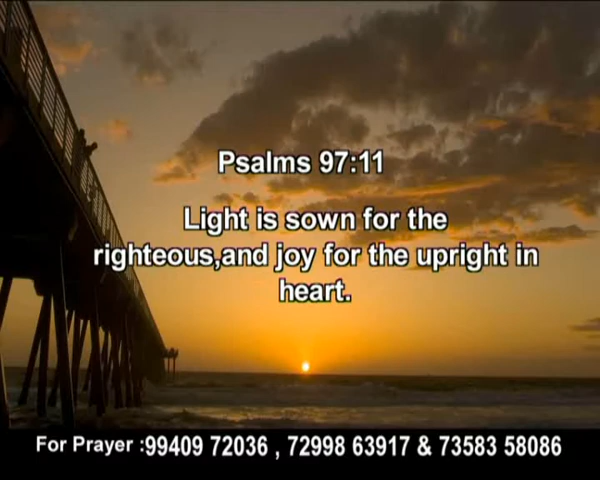 Psalms 97:11
Light is sown for the
righteous,and joy for the upright in
heart.
For Prayer :99409 72036 , 72998 63917 & 73583 58086